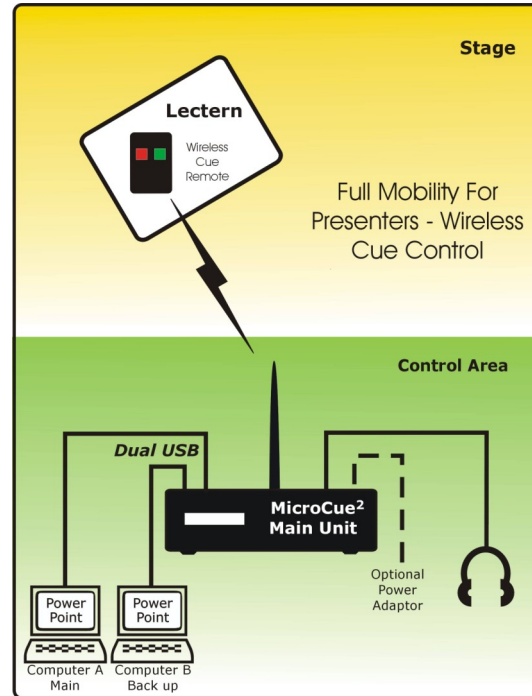 Stage
Lectern
Wireless
Cue
Remote
Full Mobility For
Presenters - Wireless
Cue Control
Control Area
Dual USB
MicroCue²
Main Unit
Optional
Power
Adaptor
Power
Point
Computer A
Main
Power
Point
Computer B
Back up